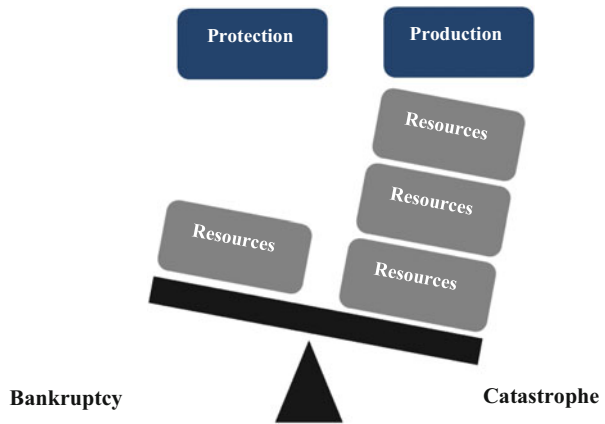 Protection
Production
Resources
Resources
Resources
Resources
Bankruptcy
Catastrophe